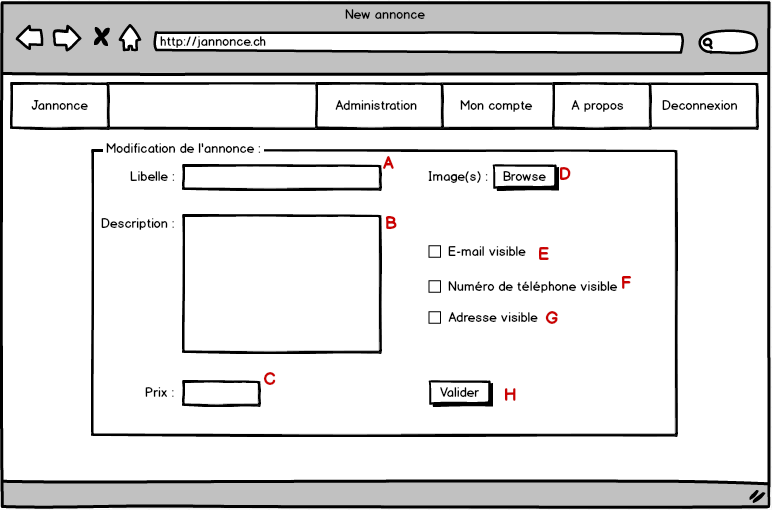 New annonce
http://jannonce.ch
Jannonce
Administration
Mon compte
A propos
Deconnexion
Modification de l'annonce :
Libelle :
A
Image(s) :
Browse
D
Description :
B
E-mail visible
E
Numéro de téléphone visible
F
Adresse visible
G
Prix :
C
Valider
H